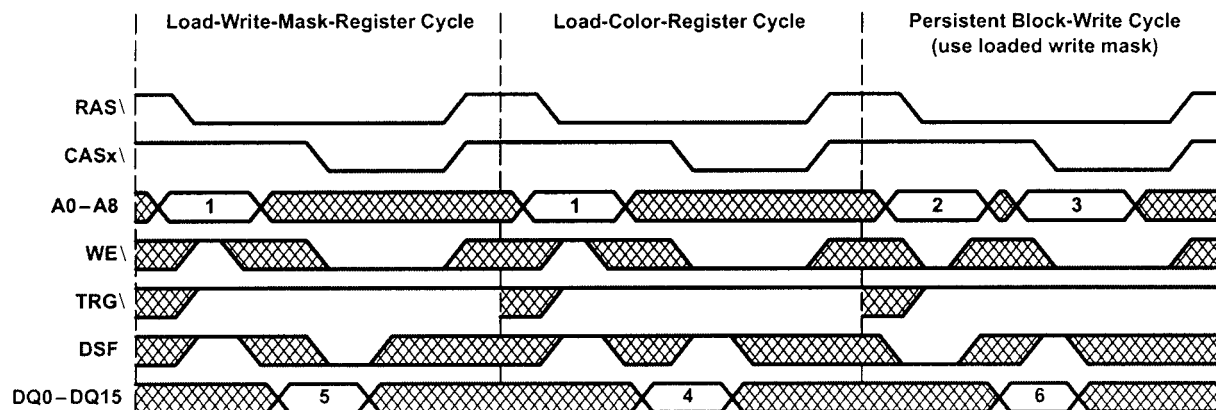 Load-Write-Mask-Register Cycle
Load-Color-Register Cycle
Persistent Block-Write Cycle
(use loaded write mask)
RAS\
CASx\
A0–A8 1 1 2 3
WE\
TRG\
DSF
DQ0–DQ15 5 4 6